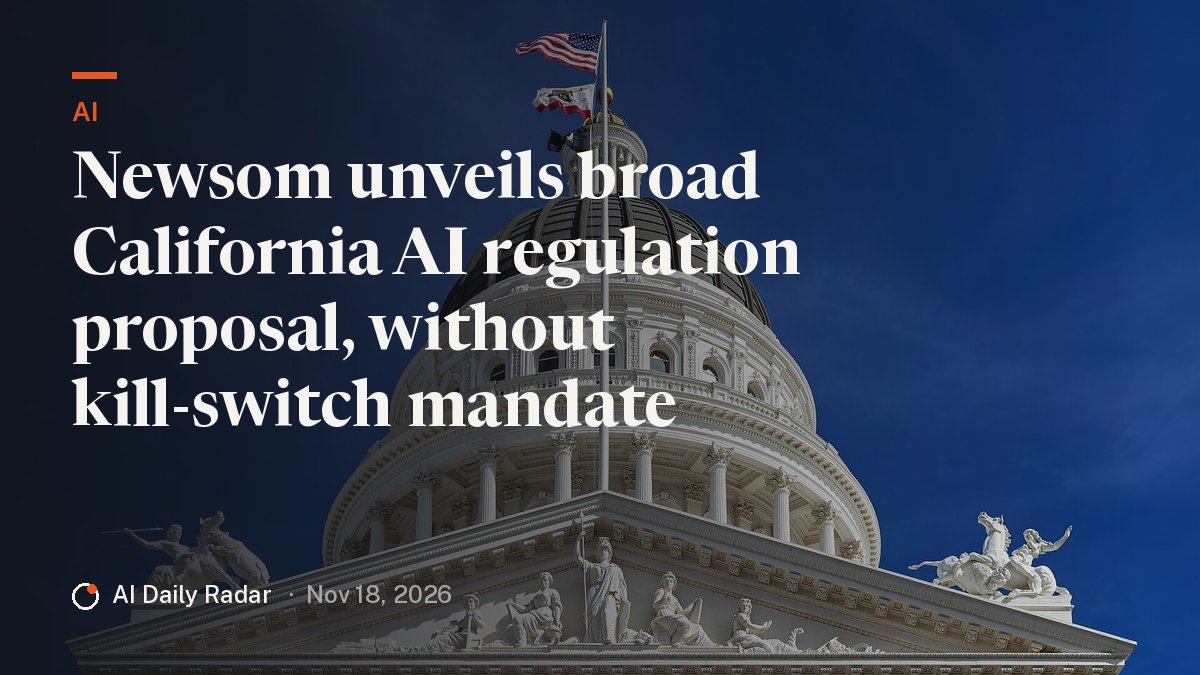 AI
Newsom unveils broad
California AI regulation
proposal, without
kill-switch mandate
AI Daily Radar · Nov 18, 2026